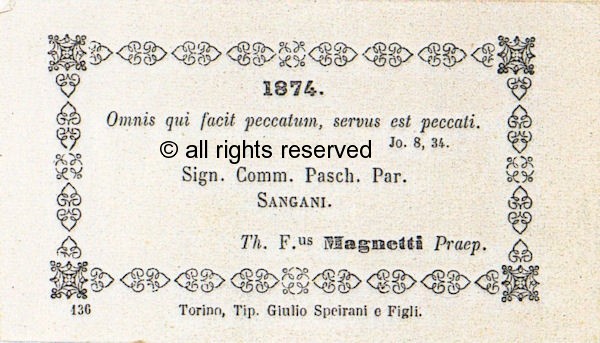 1874.
Omnis qui facit peccatum, servus est peccati.
Jo. 8, 34.
© all rights reserved
Sign. Comm. Pasch. Par.
SANGANI.
Th. F.us Magnetti Praep.
136
Torino, Tip. Giulio Speirani e Figli.